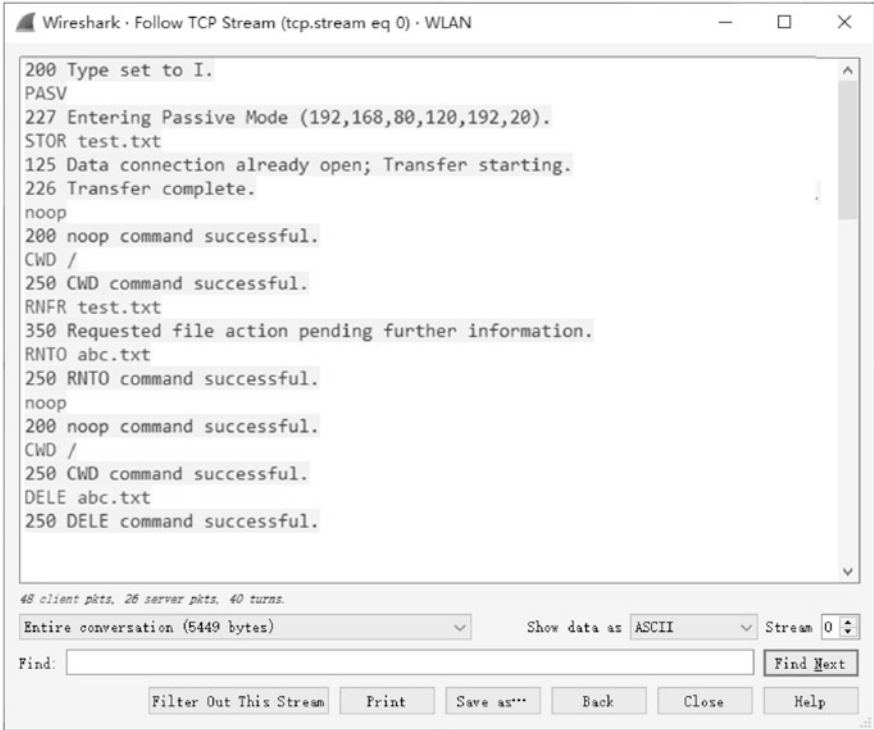 Wireshark · Follow TCP Stream (tcp.stream eq 0) · WLAN
200 Type set to I.
PASV
227 Entering Passive Mode (192,168,80,120,192,20).
STOR test.txt
125 Data connection already open; Transfer starting.
226 Transfer complete.
noop
200 noop command successful.
CWD /
250 CWD command successful.
RNFR test.txt
350 Requested file action pending further information.
RNTO abc.txt
250 RNTO command successful.
noop
200 noop command successful.
CWD /
250 CWD command successful.
DELE abc.txt
250 DELE command successful.
48 client pkts, 26 server pkts, 40 turns.
Entire conversation (5449 bytes) Show data as ASCII Stream 0
Find: Find Next
Filter Out This Stream Print Save as… Back Close Help